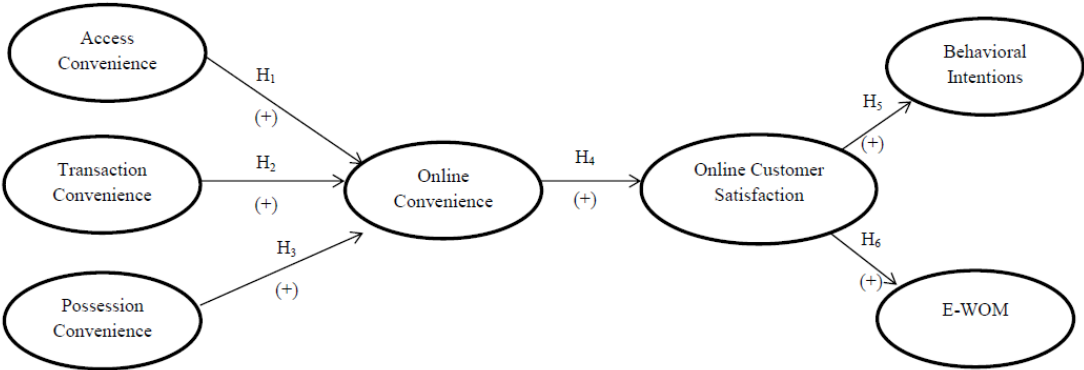 Access
Convenience
H₁
(+)
Transaction
Convenience
H₂
(+)
Possession
Convenience
H₃
(+)
Online
Convenience
H₄
(+)
Online Customer
Satisfaction
H₅
(+)
Behavioral
Intentions
H₆
(+)
E-WOM